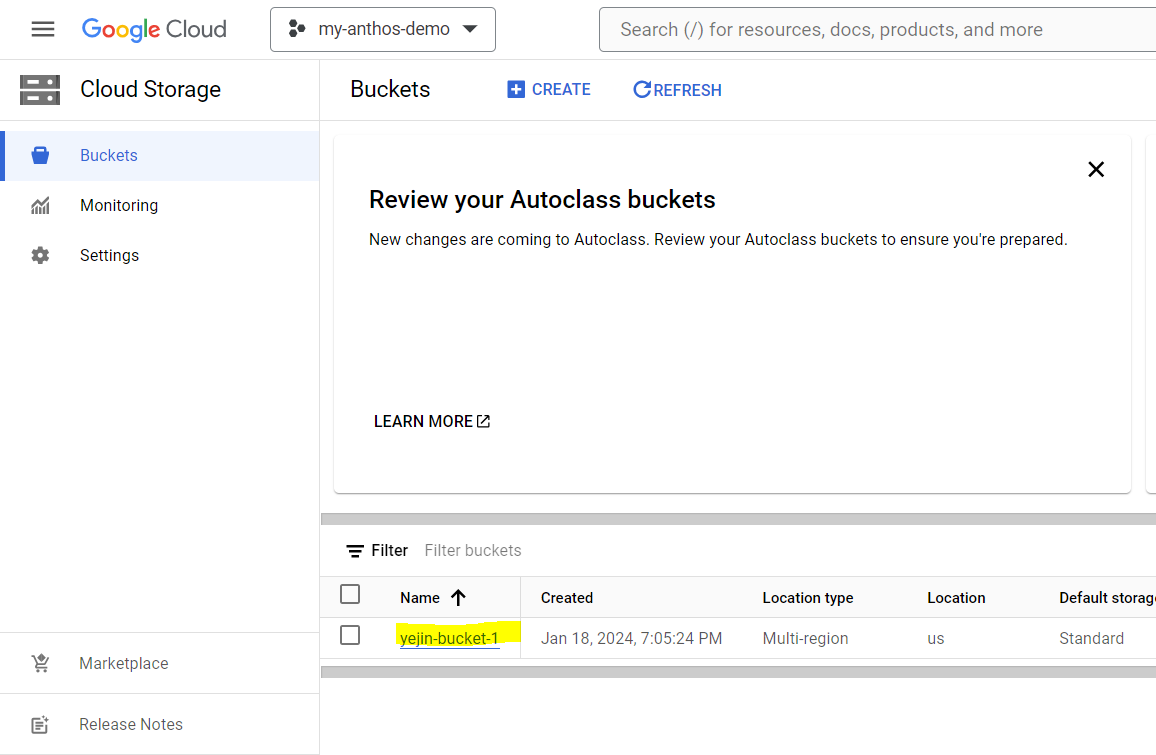 Google Cloud
my-anthos-demo
Search (/) for resources, docs, products, and more
Cloud Storage
Buckets
CREATE
REFRESH
Buckets
Monitoring
Settings
Review your Autoclass buckets
New changes are coming to Autoclass. Review your Autoclass buckets to ensure you're prepared.
LEARN MORE
Filter Filter buckets
Name Created Location type Location Default storage
yejin-bucket-1 Jan 18, 2024, 7:05:24 PM Multi-region us Standard
Marketplace
Release Notes